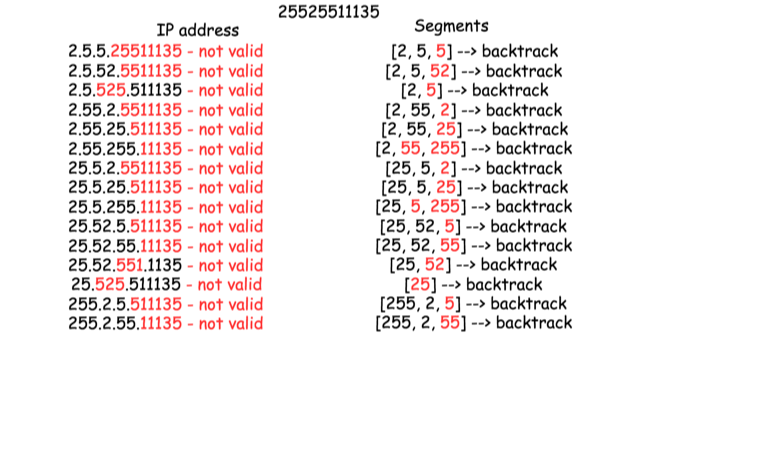 25525511135
IP address Segments
2.5.5.25511135 - not valid [2, 5, 5] --> backtrack
2.5.52.5511135 - not valid [2, 5, 52] --> backtrack
2.5.525.511135 - not valid [2, 5] --> backtrack
2.55.2.5511135 - not valid [2, 55, 2] --> backtrack
2.55.25.511135 - not valid [2, 55, 25] --> backtrack
2.55.255.11135 - not valid [2, 55, 255] --> backtrack
25.5.2.5511135 - not valid [25, 5, 2] --> backtrack
25.5.25.511135 - not valid [25, 5, 25] --> backtrack
25.5.255.11135 - not valid [25, 5, 255] --> backtrack
25.52.5.511135 - not valid [25, 52, 5] --> backtrack
25.52.55.11135 - not valid [25, 52, 55] --> backtrack
25.52.551.1135 - not valid [25, 52] --> backtrack
25.525.511135 - not valid [25] --> backtrack
255.2.5.511135 - not valid [255, 2, 5] --> backtrack
255.2.55.11135 - not valid [255, 2, 55] --> backtrack